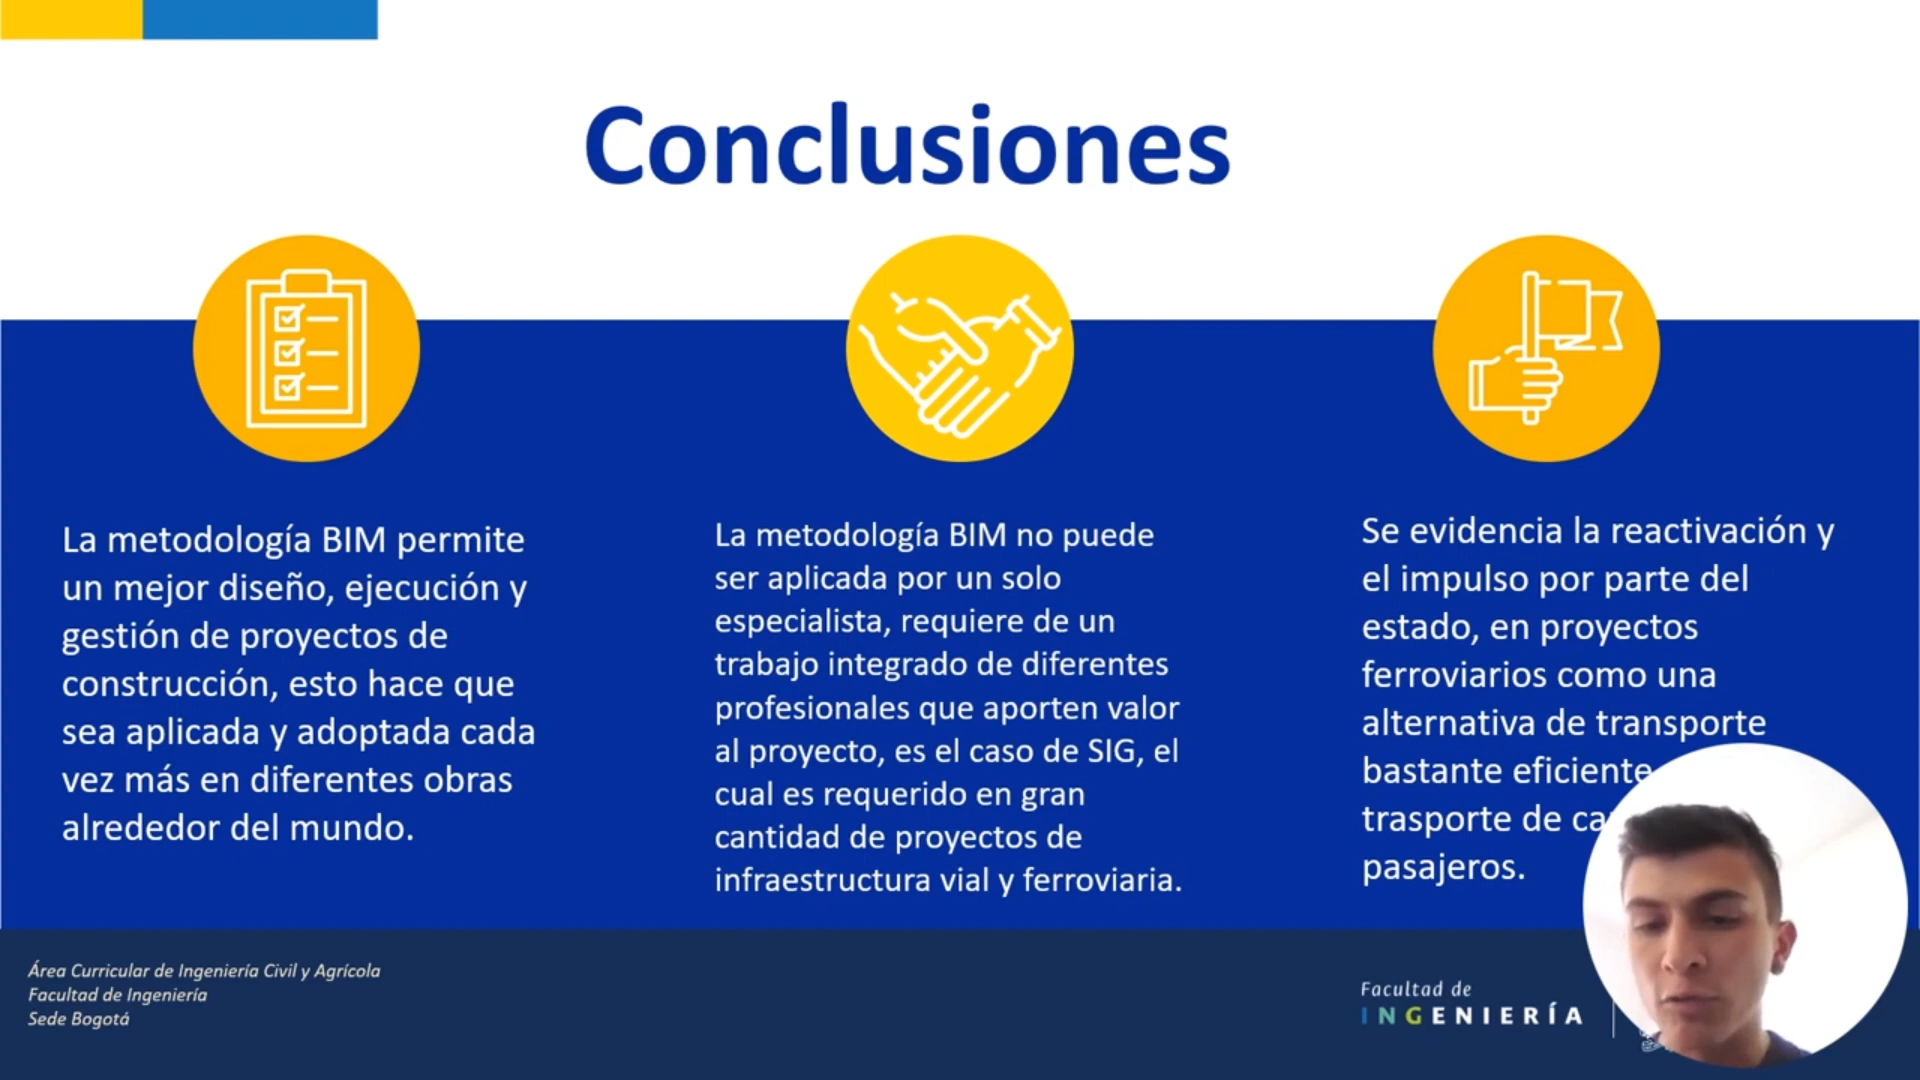 Conclusiones
La metodología BIM permite
un mejor diseño, ejecución y
gestión de proyectos de
construcción, esto hace que
sea aplicada y adoptada cada
vez más en diferentes obras
alrededor del mundo.
La metodología BIM no puede
ser aplicada por un solo
especialista, requiere de un
trabajo integrado de diferentes
profesionales que aporten valor
al proyecto, es el caso de SIG, el
cual es requerido en gran
cantidad de proyectos de
infraestructura vial y ferroviaria.
Se evidencia la reactivación y
el impulso por parte del
estado, en proyectos
ferroviarios como una
alternativa de transporte
bastante eficiente
trasporte de
pasajeros.
Área Curricular de Ingeniería Civil y Agrícola
Facultad de Ingeniería
Sede Bogotá
Facultad de
INGENIERÍA